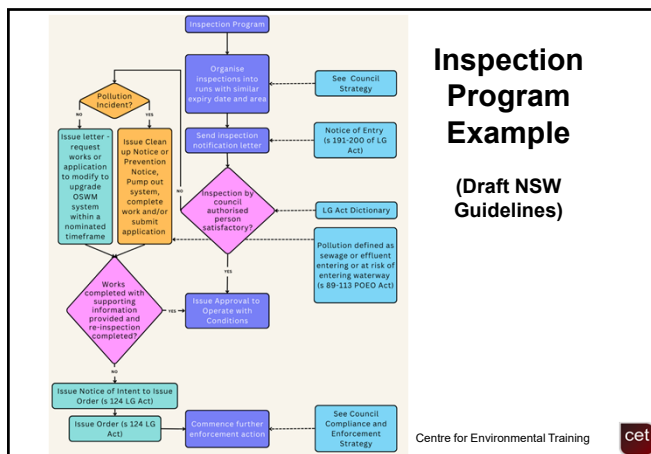 Inspection Program
Organise
inspections into
runs with similar
expiry date and area
See Council
Strategy
Send inspection
notification letter
Notice of Entry
(s 191-200 of LG
Act)
Pollution
Incident?
NO
YES
Issue letter -
request works
or application
to modify to
upgrade OSWM
system within a
nominated
timeframe
Issue Clean
up Notice or
Prevention
Notice,
Pump out
system,
complete
work and/or
submit
application
NO
Inspection by
council
authorised
person
satisfactory?
LG Act Dictionary
Pollution defined as
sewage or effluent
entering or at risk of
entering waterway
(s 89-113 POEO Act)
YES
Works
completed with
supporting
information
provided and
re-inspection
completed?
YES
Issue Approval to
Operate with
Conditions
NO
Issue Notice of Intent to Issue
Order (s 124 LG Act)
Issue Order (s 124 LG
Act)
Commence further
enforcement action
See Council
Compliance and
Enforcement
Strategy
Inspection
Program
Example
(Draft NSW
Guidelines)
Centre for Environmental Training
cet